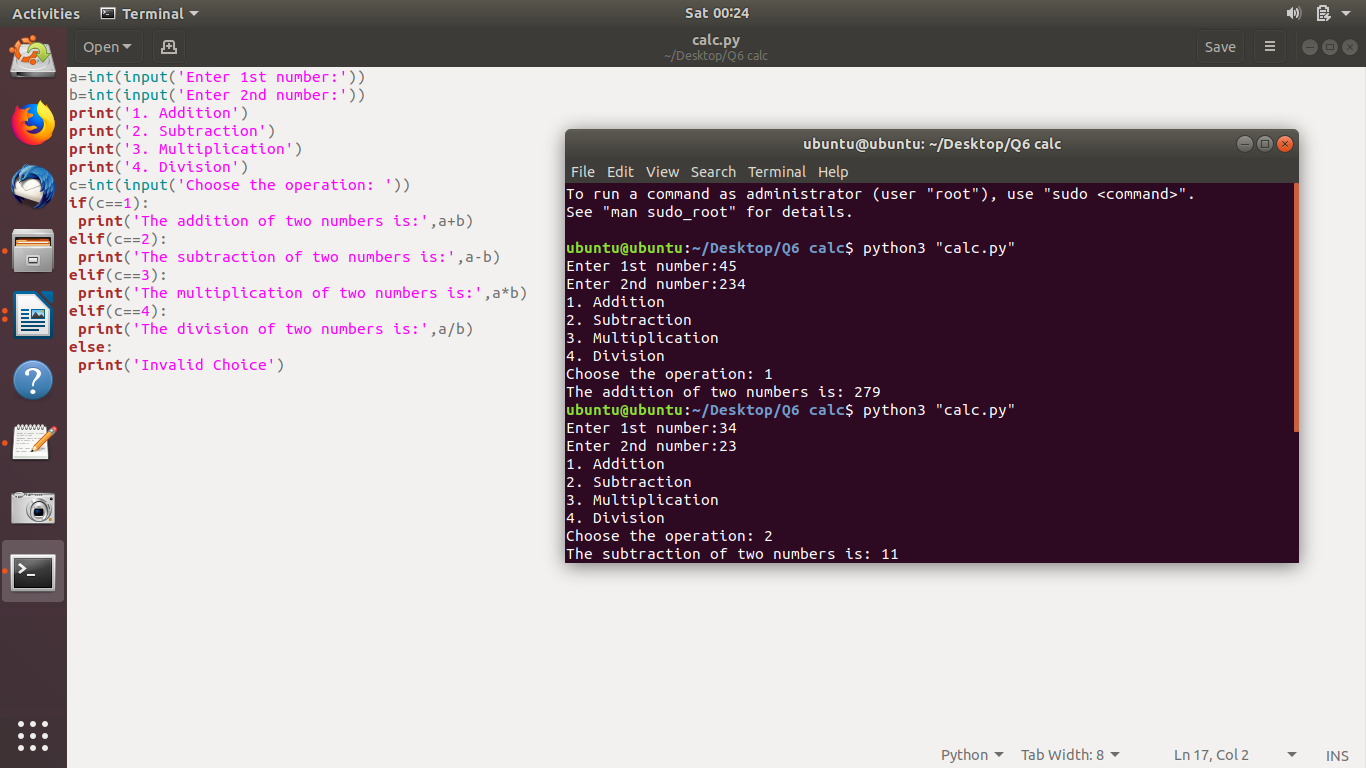 Activities Terminal Sat 00:24
Open calc.py Save
~/Desktop/Q6 calc
a=int(input('Enter 1st number:'))
b=int(input('Enter 2nd number:'))
print('1. Addition')
print('2. Subtraction')
print('3. Multiplication')
print('4. Division')
c=int(input('Choose the operation: '))
if(c==1):
 print('The addition of two numbers is:',a+b)
elif(c==2):
 print('The subtraction of two numbers is:',a-b)
elif(c==3):
 print('The multiplication of two numbers is:',a*b)
elif(c==4):
 print('The division of two numbers is:',a/b)
else:
 print('Invalid Choice')
ubuntu@ubuntu: ~/Desktop/Q6 calc
File Edit View Search Terminal Help
To run a command as administrator (user "root"), use "sudo <command>".
See "man sudo_root" for details.
ubuntu@ubuntu:~/Desktop/Q6 calc$ python3 "calc.py"
Enter 1st number:45
Enter 2nd number:234
1. Addition
2. Subtraction
3. Multiplication
4. Division
Choose the operation: 1
The addition of two numbers is: 279
ubuntu@ubuntu:~/Desktop/Q6 calc$ python3 "calc.py"
Enter 1st number:34
Enter 2nd number:23
1. Addition
2. Subtraction
3. Multiplication
4. Division
Choose the operation: 2
The subtraction of two numbers is: 11
Python Tab Width: 8 Ln 17, Col 2 INS